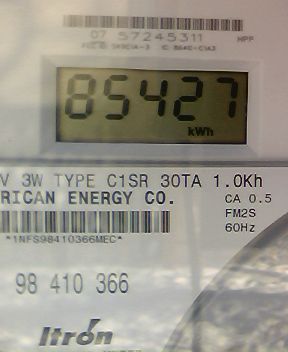 07 57245311
85427
kWh
V 3W TYPE C1SR 30TA 1.0Kh
RICAN ENERGY CO.
CA 0.5
FM2S
60Hz
*1NFS98410366MEC*
98 410 366
Itrón